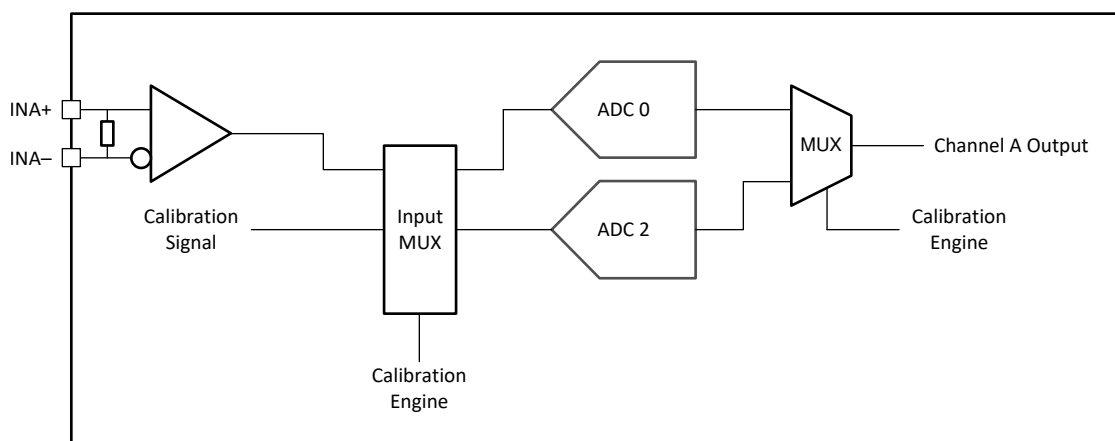 INA+
INA–
ADC 0
MUX
Channel A Output
Calibration
Signal
Input
MUX
ADC 2
Calibration
Engine
Calibration
Engine